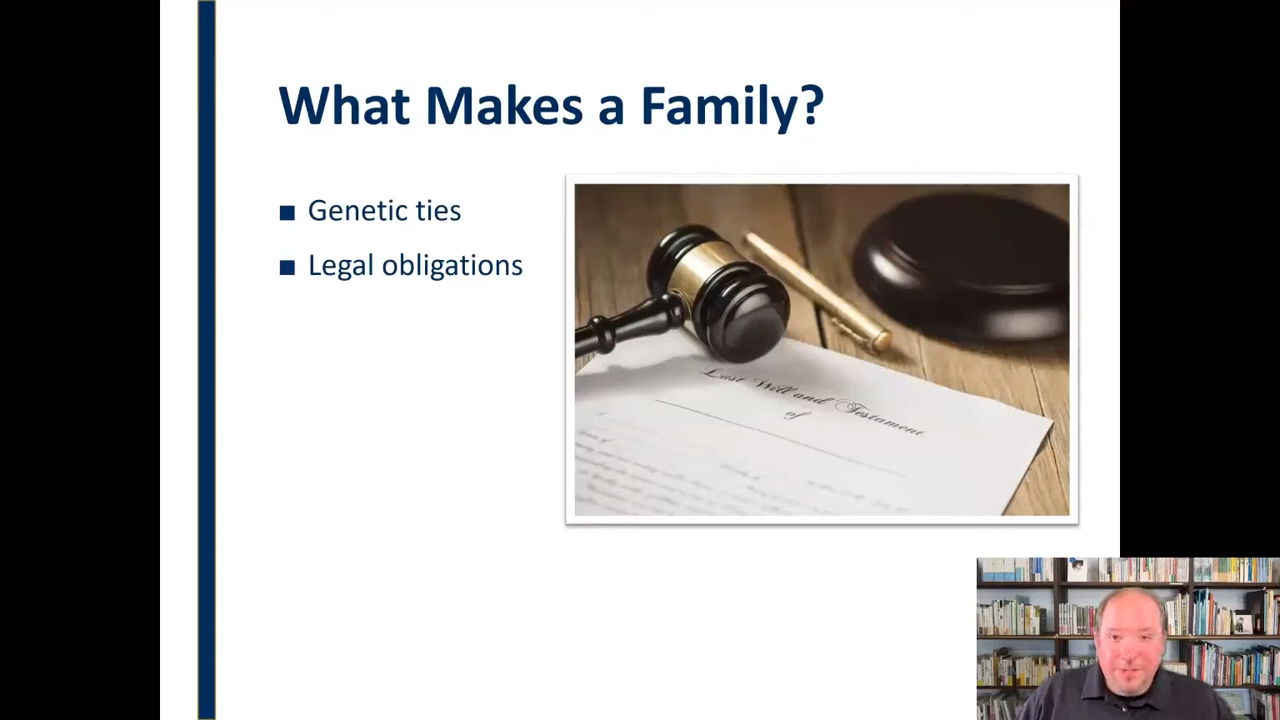 What Makes a Family?
Genetic ties
Legal obligations
Last Will and Testament
of